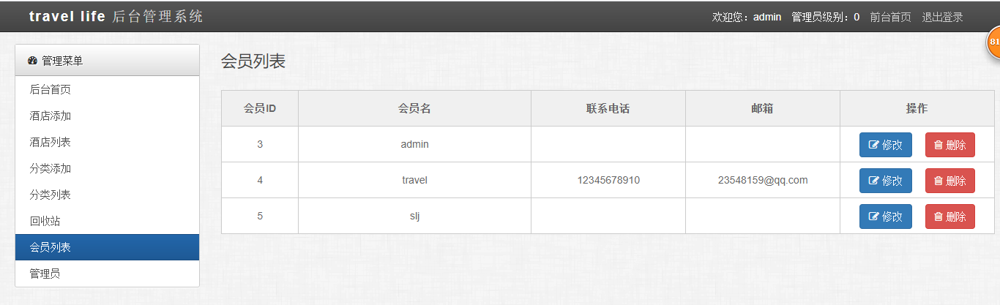 travel life 后台管理系统
欢迎您：admin 管理员级别：0 前台首页 退出登录
81
管理菜单
后台首页
酒店添加
酒店列表
分类添加
分类列表
回收站
会员列表
管理员
会员列表
会员ID 会员名 联系电话 邮箱 操作
3 admin 修改 删除
4 travel 12345678910 23548159@qq.com 修改 删除
5 slj 修改 删除